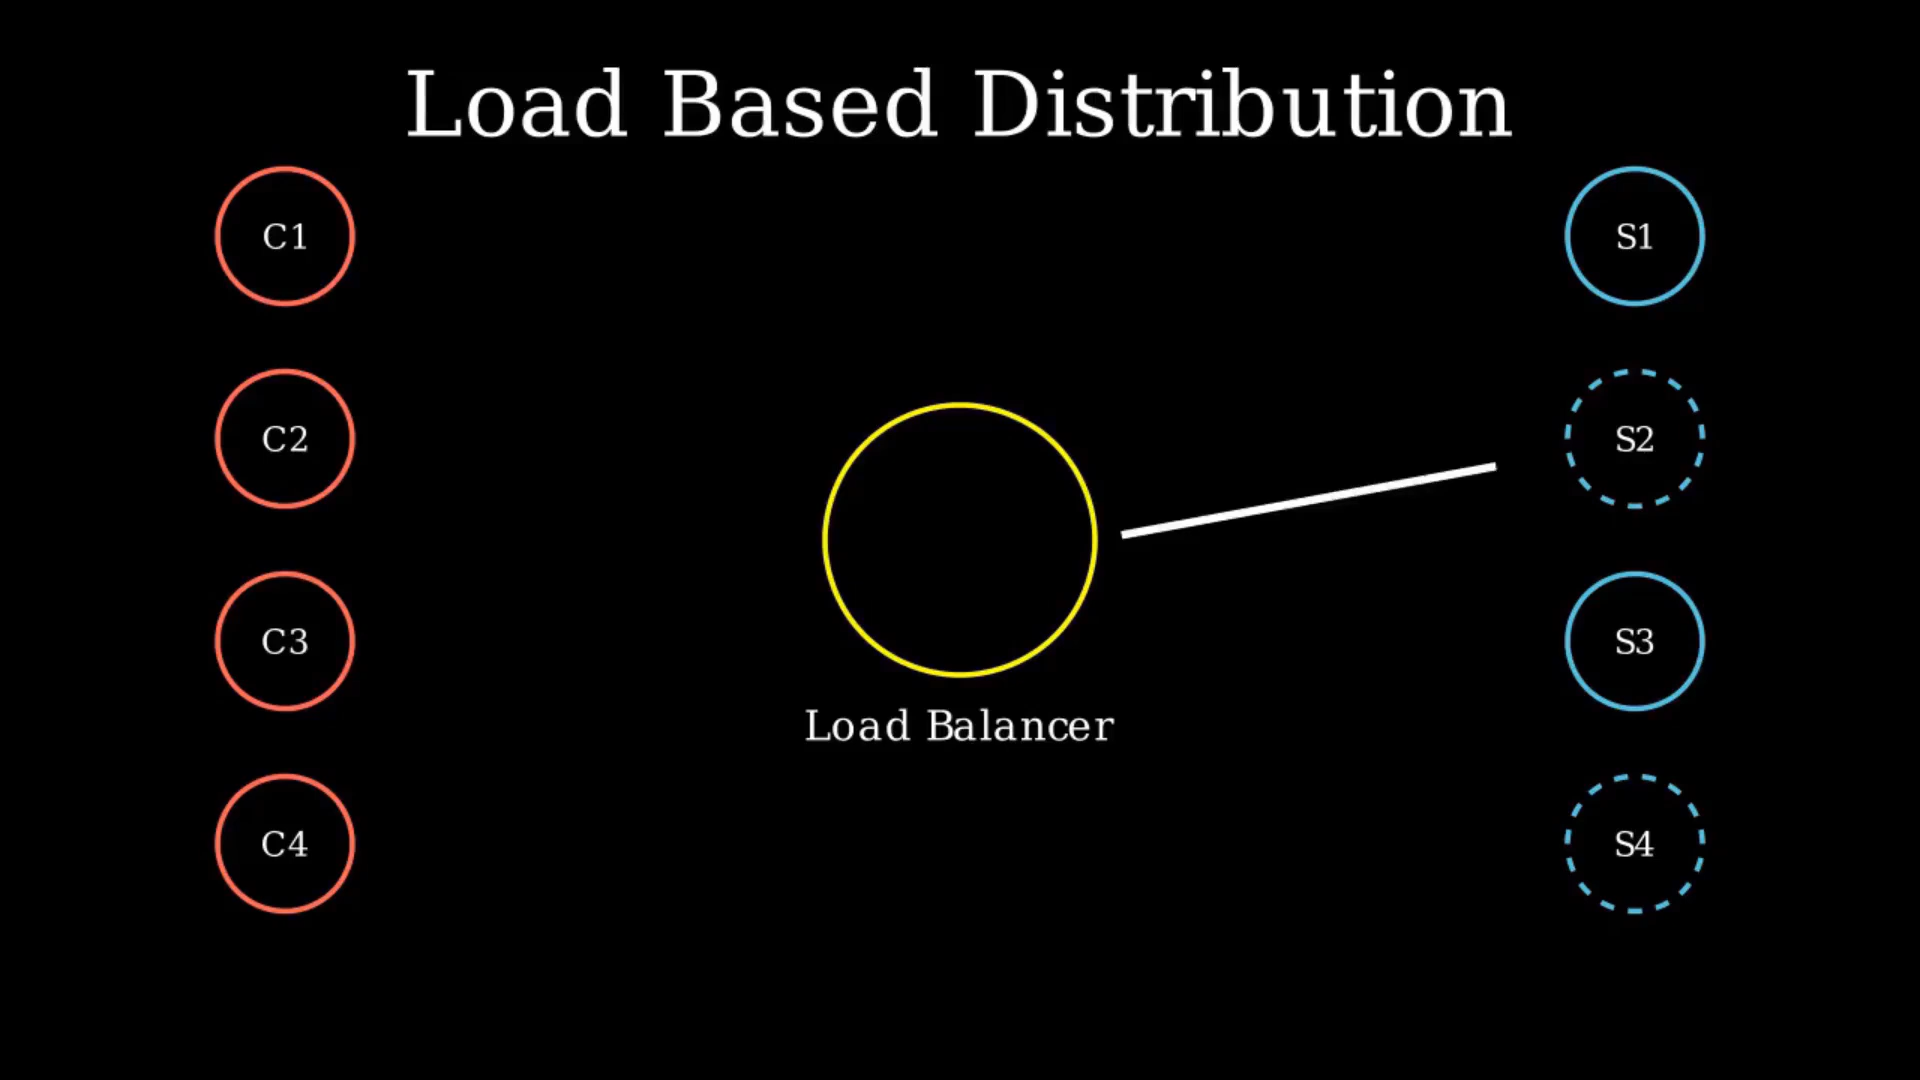 Load Based Distribution
C1
S1
C2
S2
C3
S3
Load Balancer
C4
S4